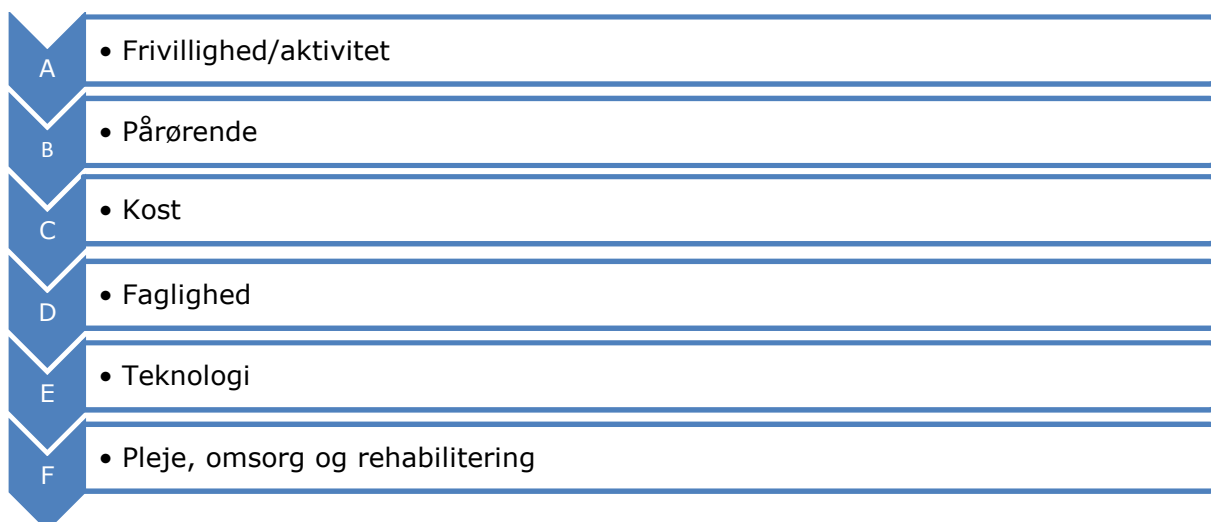 A
• Frivillighed/aktivitet
B
• Pårørende
C
• Kost
D
• Faglighed
E
• Teknologi
F
• Pleje, omsorg og rehabilitering